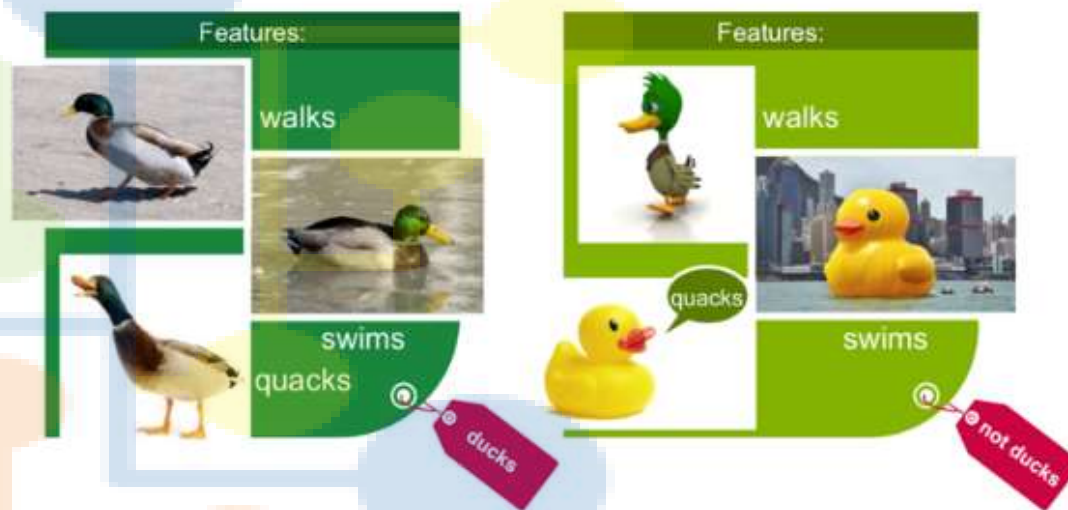 Features:
walks
swims
quacks
ducks
Features:
walks
quacks
swims
not ducks